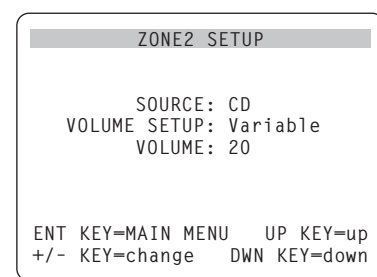 ZONE2 SETUP
SOURCE: CD
VOLUME SETUP: Variable
VOLUME: 20
ENT KEY=MAIN MENU UP KEY=up
+/- KEY=change DWN KEY=down